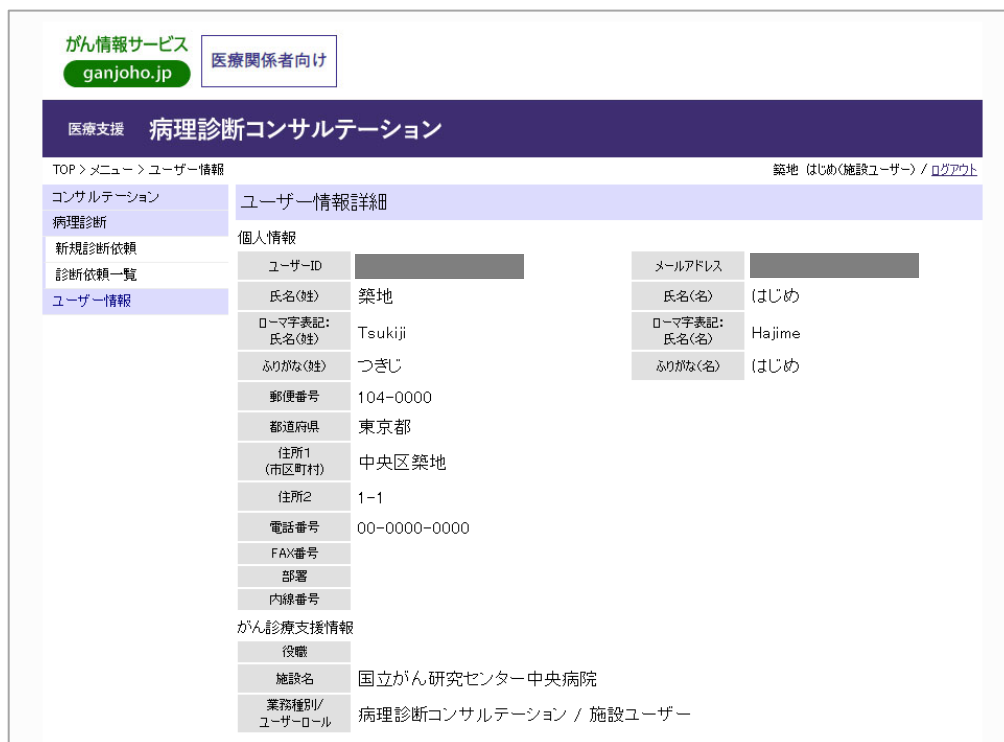 がん情報サービス
ganjoho.jp
医療関係者向け
医療支援 病理診断コンサルテーション
TOP > メニュー > ユーザー情報
築地 はじめ(施設ユーザー) / ログアウト
コンサルテーション
病理診断
新規診断依頼
診断依頼一覧
ユーザー情報
ユーザー情報詳細
個人情報
ユーザーID
メールアドレス
氏名(姓) 築地 氏名(名) はじめ
ローマ字表記:
氏名(姓)
Tsukiji
ローマ字表記:
氏名(名)
Hajime
ふりがな(姓) つきじ ふりがな(名) はじめ
郵便番号 104-0000
都道府県 東京都
住所1
(市区町村)
中央区築地
住所2 1-1
電話番号 00-0000-0000
FAX番号
部署
内線番号
がん診療支援情報
役職
施設名 国立がん研究センター中央病院
業務種別/
ユーザーロール
病理診断コンサルテーション / 施設ユーザー